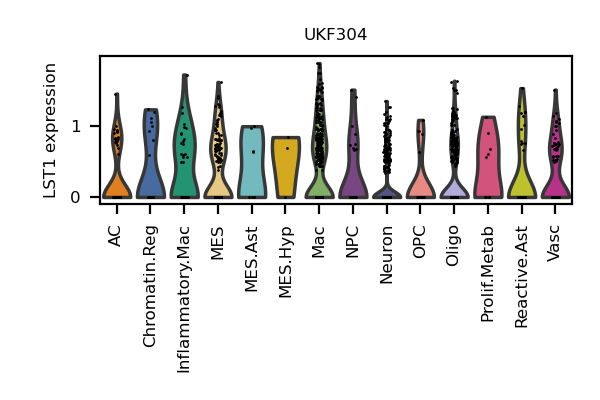 UKF304
LST1 expression
1
0
AC
Chromatin.Reg
Inflammatory.Mac
MES
MES.Ast
MES.Hyp
Mac
NPC
Neuron
OPC
Oligo
Prolif.Metab
Reactive.Ast
Vasc